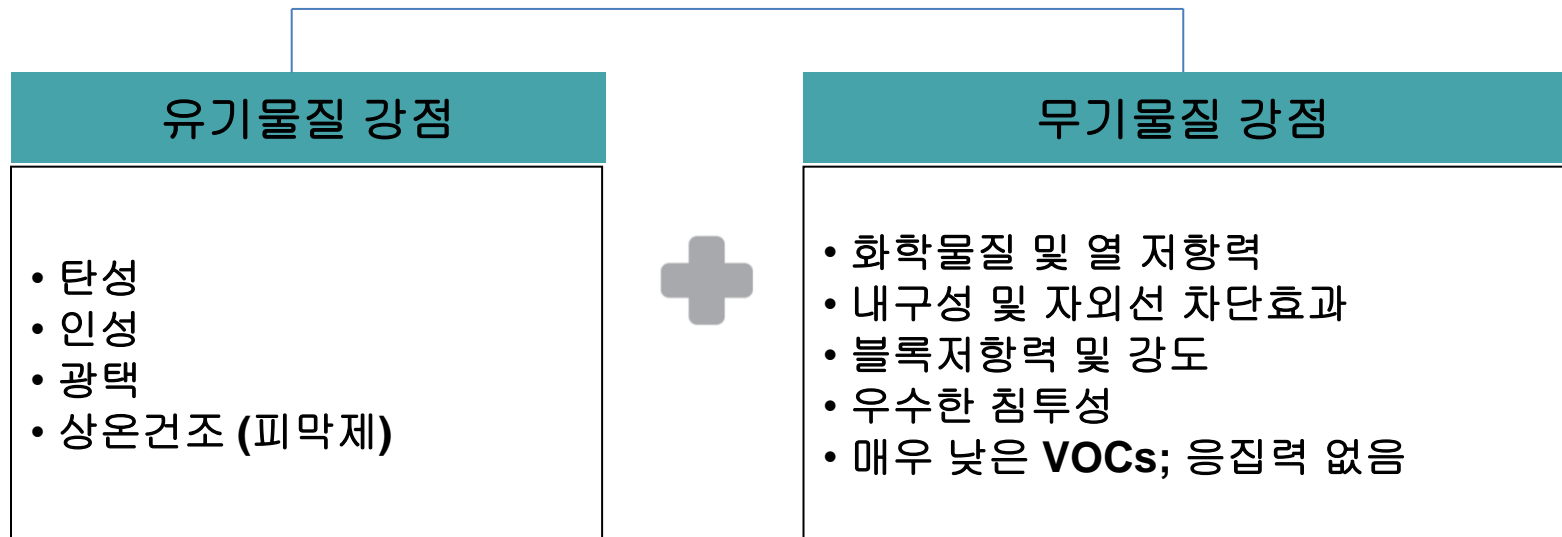 유기물질 강점
• 탄성
• 인성
• 광택
• 상온건조 (피막제)
무기물질 강점
• 화학물질 및 열 저항력
• 내구성 및 자외선 차단효과
• 블록저항력 및 강도
• 우수한 침투성
• 매우 낮은 VOCs; 응집력 없음